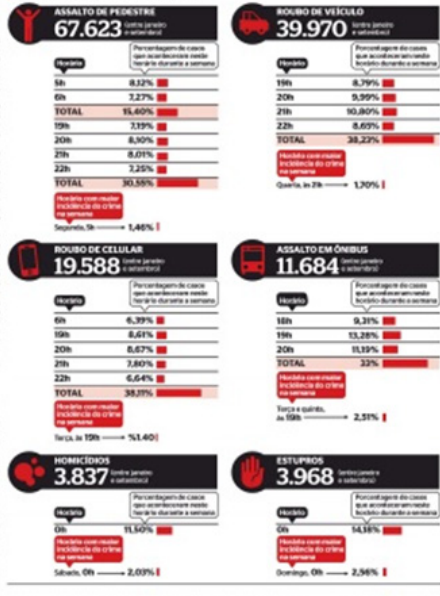 ASSALTO DE PEDESTRE
67.623 (entre janeiro
e setembro)
Porcentagem de casos
que aconteceram neste
horário durante a semana
Horário
5h 8,12%
6h 7,27%
TOTAL 15,40%
19h 7,19%
20h 8,10%
21h 8,01%
22h 7,25%
TOTAL 30,55%
Horário com maior
incidência do crime
na semana
Segunda, 5h 1,46%
ROUBO DE VEÍCULO
39.970 (entre janeiro
e setembro)
Porcentagem de casos
que aconteceram neste
horário durante a semana
Horário
19h 8,79%
20h 9,99%
21h 10,80%
22h 8,65%
TOTAL 38,23%
Horário com maior
incidência do crime
na semana
Quarta, às 21h 1,70%
ROUBO DE CELULAR
19.588 (entre janeiro
e setembro)
Porcentagem de casos
que aconteceram neste
horário durante a semana
Horário
6h 6,39%
19h 8,61%
20h 8,67%
21h 7,80%
22h 6,64%
TOTAL 38,11%
Horário com maior
incidência do crime
na semana
Terça, às 19h %1.40
ASSALTO EM ÔNIBUS
11.684 (entre janeiro
e setembro)
Porcentagem de casos
que aconteceram neste
horário durante a semana
Horário
18h 9,31%
19h 13,28%
20h 11,19%
TOTAL 33%
Horário com maior
incidência do crime
na semana
Terça e quinta,
às 19h 2,51%
HOMICÍDIOS
3.837 (entre janeiro
e setembro)
Porcentagem de casos
que aconteceram neste
horário durante a semana
Horário
0h 11,50%
Horário com maior
incidência do crime
na semana
Sábado, 0h 2,03%
ESTUPROS
3.968 (entre janeiro
e setembro)
Porcentagem de casos
que aconteceram neste
horário durante a semana
Horário
0h 14,18%
Horário com maior
incidência do crime
na semana
Domingo, 0h 2,96%